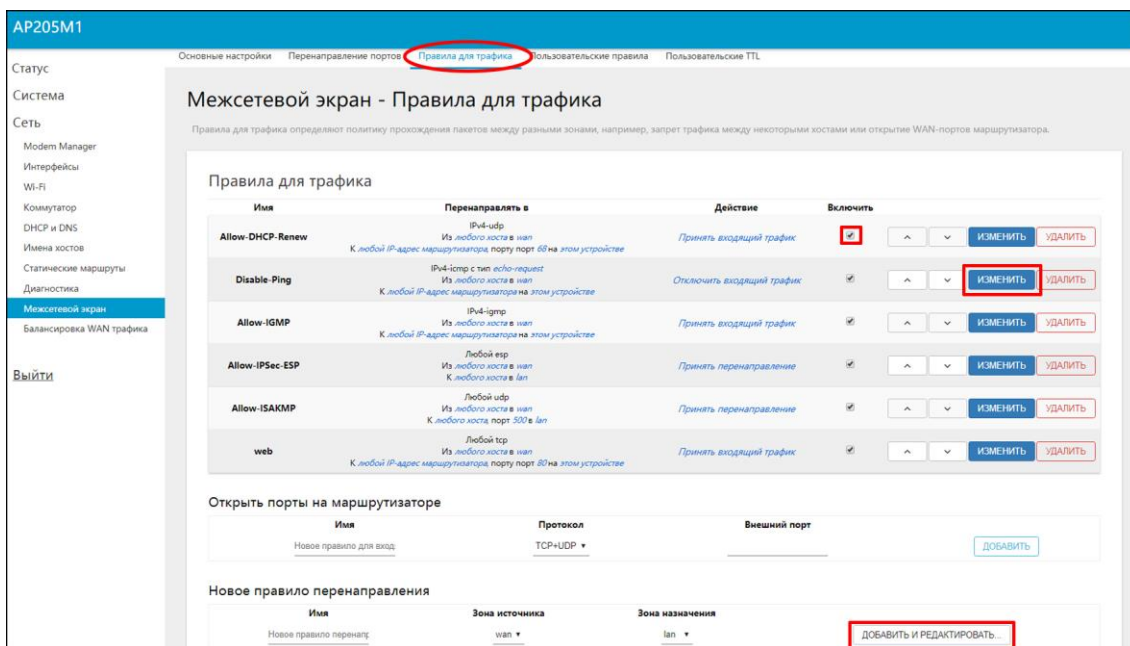 AP205M1
Основные настройки Перенаправление портов Правила для трафика Пользовательские правила Пользовательские TTL
Статус
Система
Сеть
Modem Manager
Интерфейсы
Wi-Fi
Коммутатор
DHCP и DNS
Имена хостов
Статические маршруты
Диагностика
Межсетевой экран
Балансировка WAN трафика
Выйти
Межсетевой экран - Правила для трафика
Правила для трафика определяют политику прохождения пакетов между разными зонами, например, запрет трафика между некоторыми хостами или открытие WAN-портов маршрутизатора.
Правила для трафика
Имя Перенаправлять в Действие Включить
IPv4-udp
Allow-DHCP-Renew Из любого хоста в wan Принять входящий трафик ИЗМЕНИТЬ УДАЛИТЬ
К любой IP-адрес маршрутизатора, порту порт 68 на этом устройстве
IPv4-icmp с тип echo-request
Disable-Ping Из любого хоста в wan Отключить входящий трафик ИЗМЕНИТЬ УДАЛИТЬ
К любой IP-адрес маршрутизатора на этом устройстве
IPv4-igmp
Allow-IGMP Из любого хоста в wan Принять входящий трафик ИЗМЕНИТЬ УДАЛИТЬ
К любой IP-адрес маршрутизатора на этом устройстве
Любой esp
Allow-IPSec-ESP Из любого хоста в wan Принять перенаправление ИЗМЕНИТЬ УДАЛИТЬ
К любого хоста в lan
Любой udp
Allow-ISAKMP Из любого хоста в wan Принять перенаправление ИЗМЕНИТЬ УДАЛИТЬ
К любого хоста, порт 500 в lan
Любой tcp
web Из любого хоста в wan Принять входящий трафик ИЗМЕНИТЬ УДАЛИТЬ
К любой IP-адрес маршрутизатора, порту порт 80 на этом устройстве
Открыть порты на маршрутизаторе
Имя Протокол Внешний порт
Новое правило для вход TCP+UDP ДОБАВИТЬ
Новое правило перенаправления
Имя Зона источника Зона назначения
Новое правило перенапр wan lan ДОБАВИТЬ И РЕДАКТИРОВАТЬ...